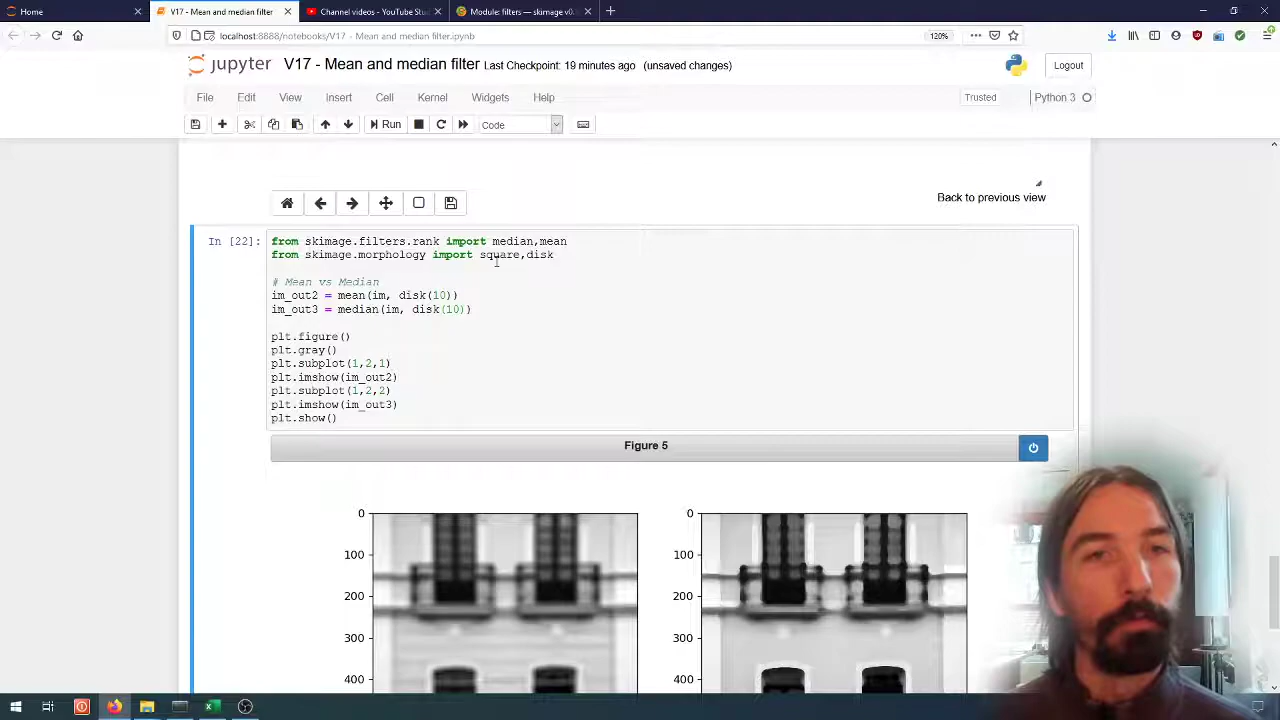 Home
V17 - Mean and median filter
Channel videos - YouTube Studio
Module: filters — skimage v0.
localhost:8888/notebooks/V17 - Mean and median filter.ipynb
120%
jupyter
V17 - Mean and median filter Last Checkpoint: 19 minutes ago (unsaved changes)
Logout
File Edit View Insert Cell Kernel Widgets Help
Trusted
Python 3
Run
Code
Back to previous view
In [22]:
from skimage.filters.rank import median,mean
from skimage.morphology import square,disk
# Mean vs Median
im_out2 = mean(im, disk(10))
im_out3 = median(im, disk(10))
plt.figure()
plt.gray()
plt.subplot(1,2,1)
plt.imshow(im_out2)
plt.subplot(1,2,2)
plt.imshow(im_out3)
plt.show()
Figure 5
0
100
200
300
400
0
100
200
300
400